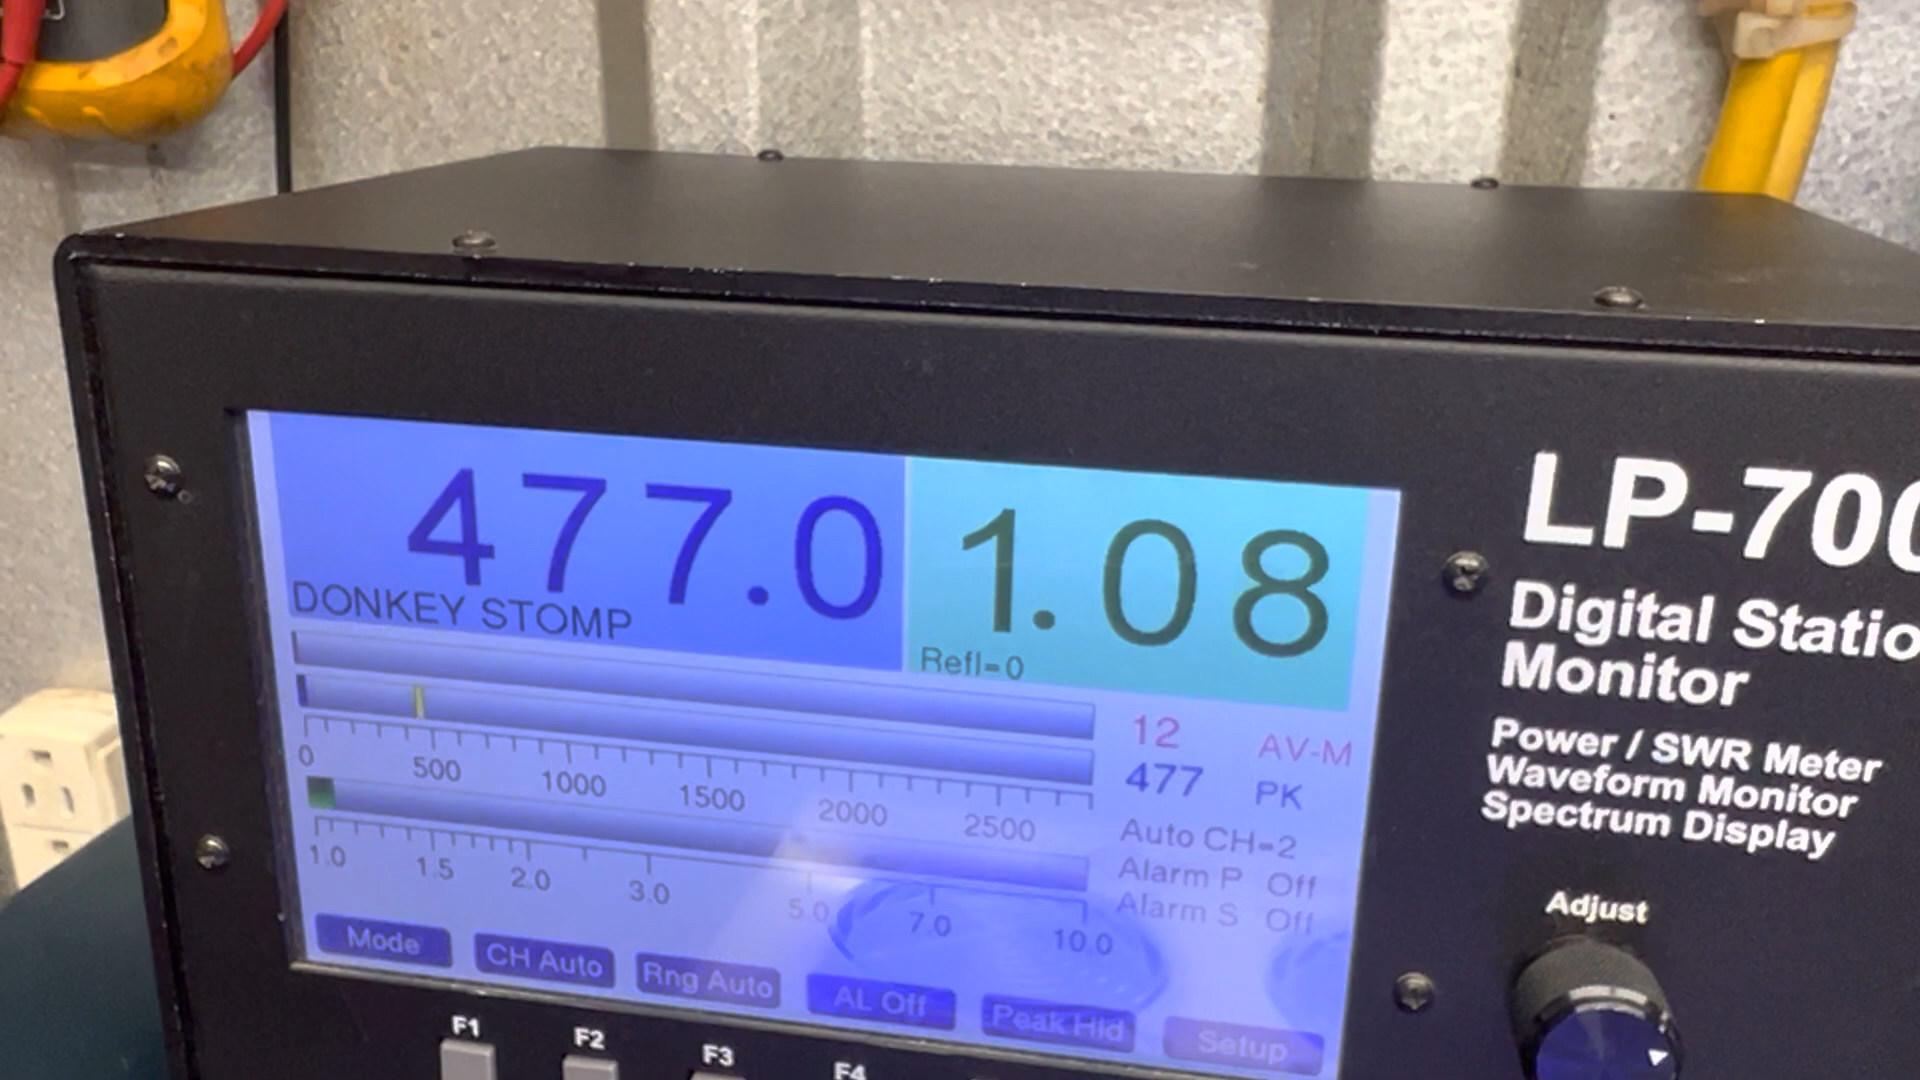 477.0
1.08
DONKEY STOMP
Refl=0
12 AV-M
477 PK
0 500 1000 1500 2000 2500
Auto CH=2
Alarm P Off
Alarm S Off
1.0 1.5 2.0 3.0 5.0 7.0 10.0
Mode CH Auto Rng Auto AL Off Peak Hld Setup
F1 F2 F3 F4
LP-700
Digital Statio
Monitor
Power / SWR Meter
Waveform Monitor
Spectrum Display
Adjust